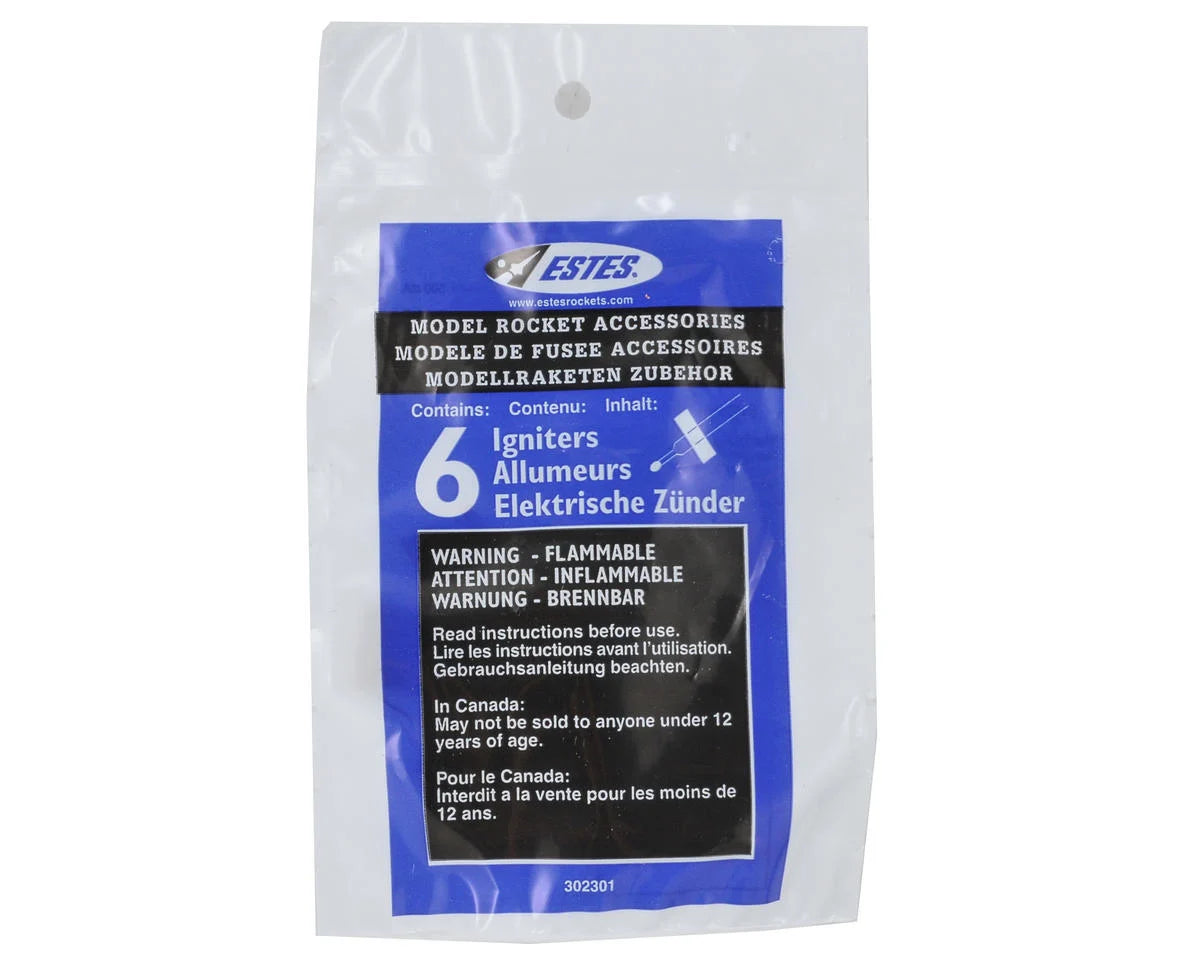 ESTES®
www.estesrockets.com
MODEL ROCKET ACCESSORIES
MODELE DE FUSEE ACCESSOIRES
MODELLRAKETEN ZUBEHOR
Contains: Contenu: Inhalt:
6 Igniters
Allumeurs
Elektrische Zünder
WARNING - FLAMMABLE
ATTENTION - INFLAMMABLE
WARNUNG - BRENNBAR
Read instructions before use.
Lire les instructions avant l'utilisation.
Gebrauchsanleitung beachten.
In Canada:
May not be sold to anyone under 12
years of age.
Pour le Canada:
Interdit a la vente pour les moins de
12 ans.
302301